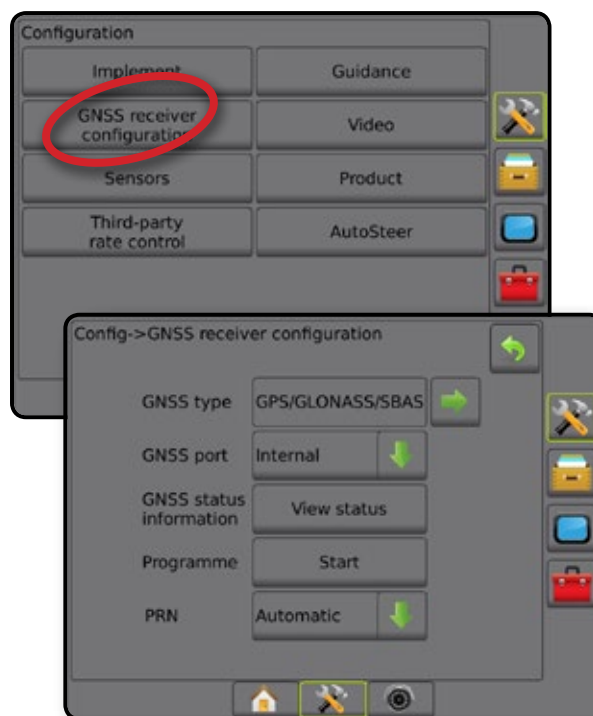 Configuration
Implement
Guidance
GNSS receiver
configuration
Video
Sensors
Product
Third-party
rate control
AutoSteer
Config->GNSS receiver configuration
GNSS type
GPS/GLONASS/SBAS
GNSS port
Internal
GNSS status
information
View status
Programme
Start
PRN
Automatic